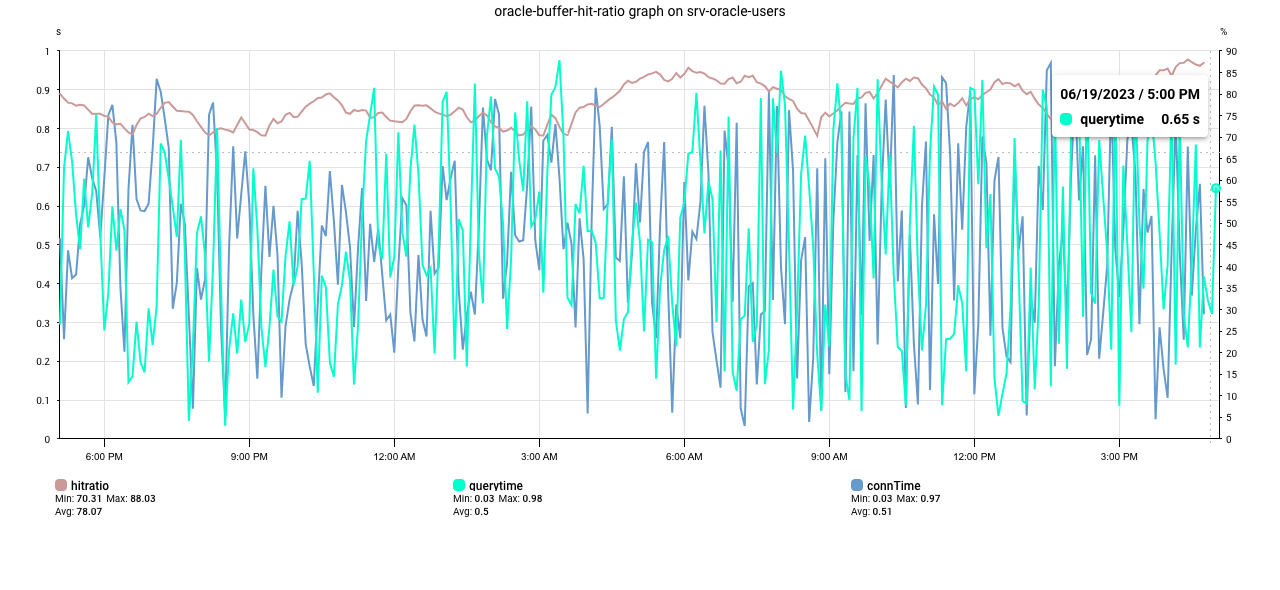 oracle-buffer-hit-ratio graph on srv-oracle-users
s %
1 90
85
0.9 80
0.8 75
70
0.7 65
60
0.6 55
50
0.5 45
0.4 40
35
0.3 30
25
0.2 20
15
0.1 10
5
0 0
06/19/2023 / 5:00 PM
querytime 0.65 s
6:00 PM 9:00 PM 12:00 AM 3:00 AM 6:00 AM 9:00 AM 12:00 PM 3:00 PM
hitratio querytime connTime
Min: 70.31 Max: 88.03 Min: 0.03 Max: 0.98 Min: 0.03 Max: 0.97
Avg: 78.07 Avg: 0.5 Avg: 0.51